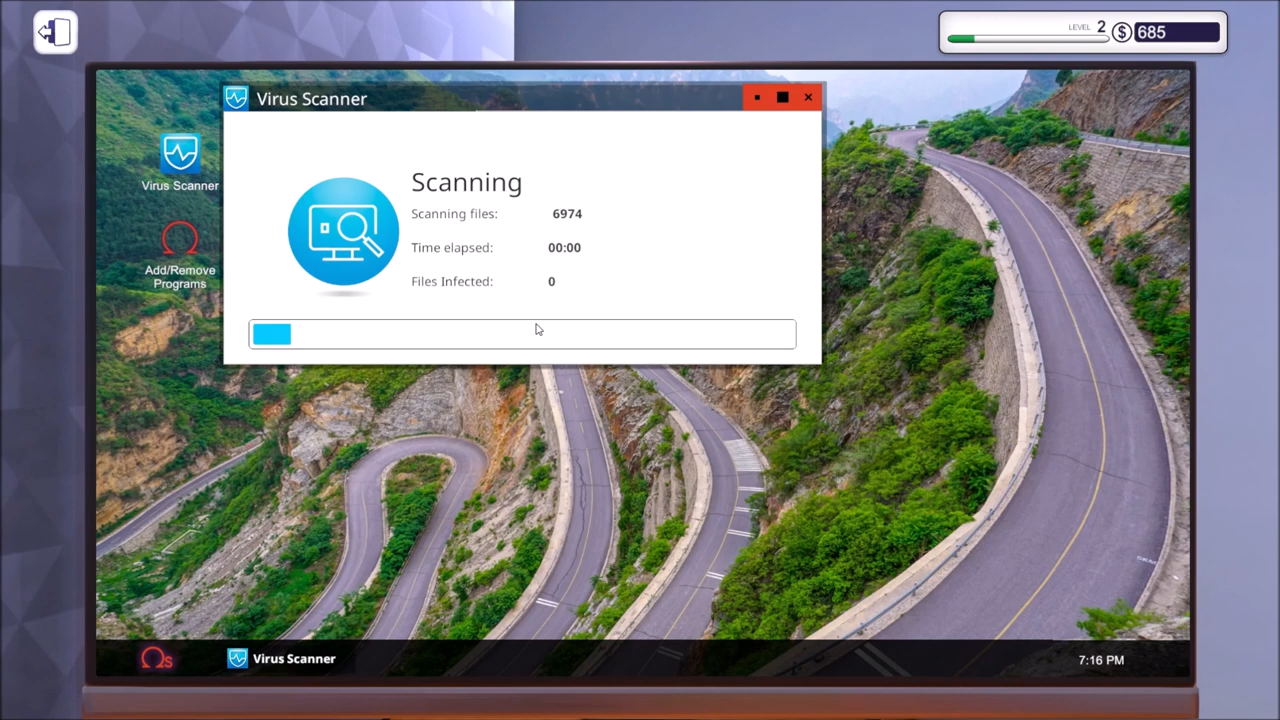 LEVEL 2
$ 685
Virus Scanner
Virus Scanner
Scanning
Scanning files: 6974
Time elapsed: 00:00
Files Infected: 0
Add/Remove
Programs
Ωs
Virus Scanner
7:16 PM